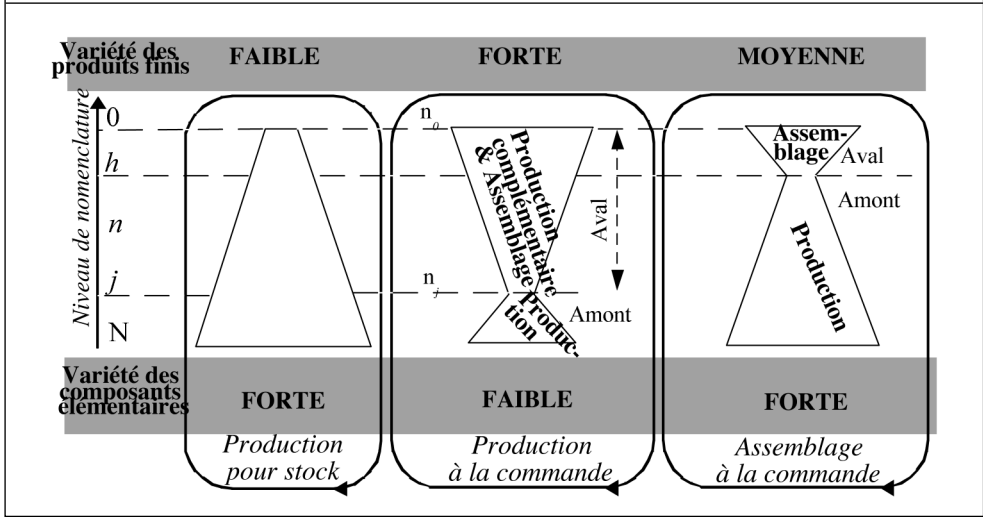 Variété des
produits finis
FAIBLE
FORTE
MOYENNE
Niveau de nomenclature
0
h
n
j
N
n0
nj
Production
complémentaire
& Assemblage
Produc-
tion
Aval
Amont
Assem-
blage
Aval
Amont
Production
Variété des
composants
élémentaires
FORTE
FAIBLE
FORTE
Production
pour stock
Production
à la commande
Assemblage
à la commande